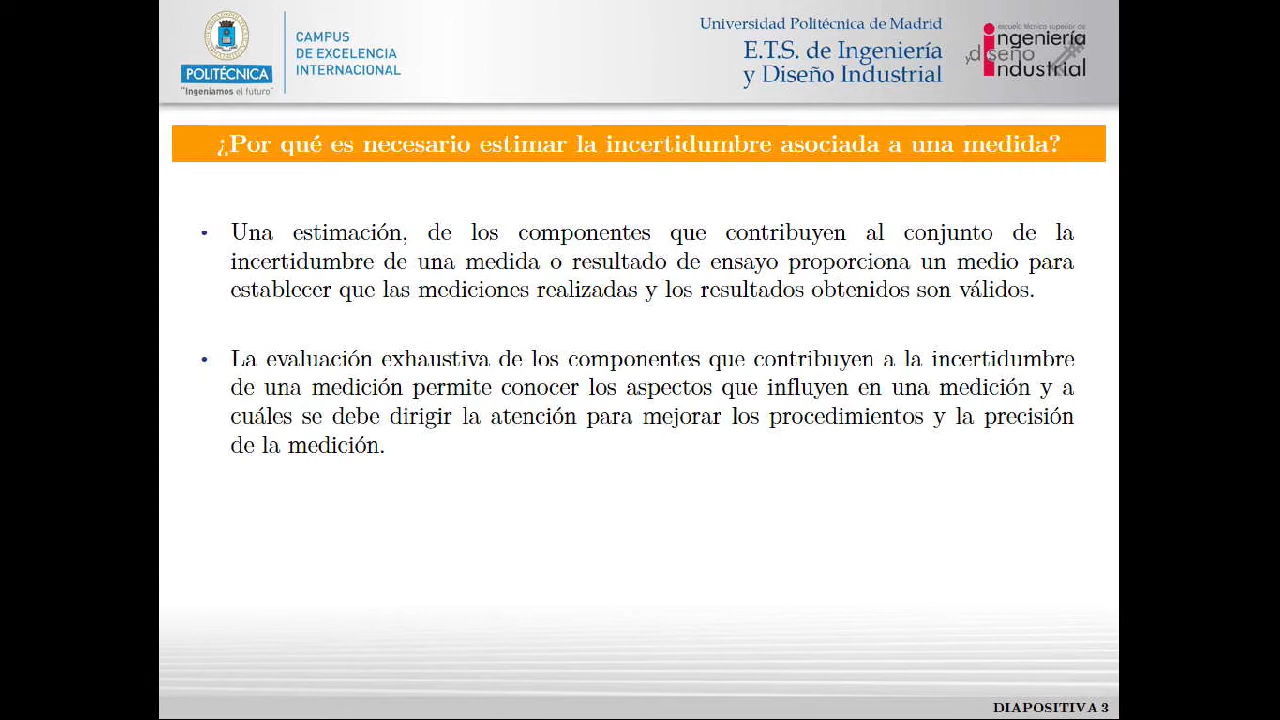 POLITÉCNICA
"Ingeniamos el futuro"
CAMPUS
DE EXCELENCIA
INTERNACIONAL
Universidad Politécnica de Madrid
E.T.S. de Ingeniería
y Diseño Industrial
escuela técnica superior de
ingeniería
y diseño
industrial
¿Por qué es necesario estimar la incertidumbre asociada a una medida?
• Una estimación, de los componentes que contribuyen al conjunto de la
incertidumbre de una medida o resultado de ensayo proporciona un medio para
establecer que las mediciones realizadas y los resultados obtenidos son válidos.
• La evaluación exhaustiva de los componentes que contribuyen a la incertidumbre
de una medición permite conocer los aspectos que influyen en una medición y a
cuáles se debe dirigir la atención para mejorar los procedimientos y la precisión
de la medición.
DIAPOSITIVA 3